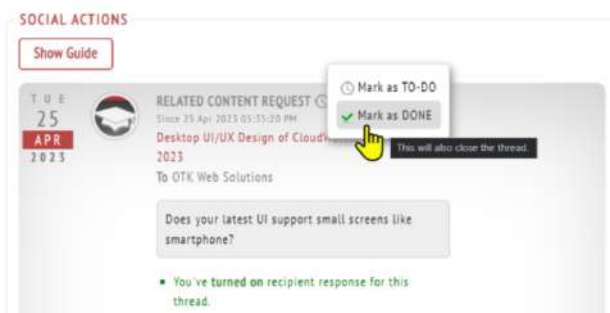 SOCIAL ACTIONS
Show Guide
TUE
25
APR
2023
RELATED CONTENT REQUEST
Since 25 Apr 2023 05:35:20 PM
Desktop UI/UX Design of Cloud
2023
To OTK Web Solutions
Mark as TO-DO
Mark as DONE
This will also close the thread.
Does your latest UI support small screens like
smartphone?
You've turned on recipient response for this
thread.